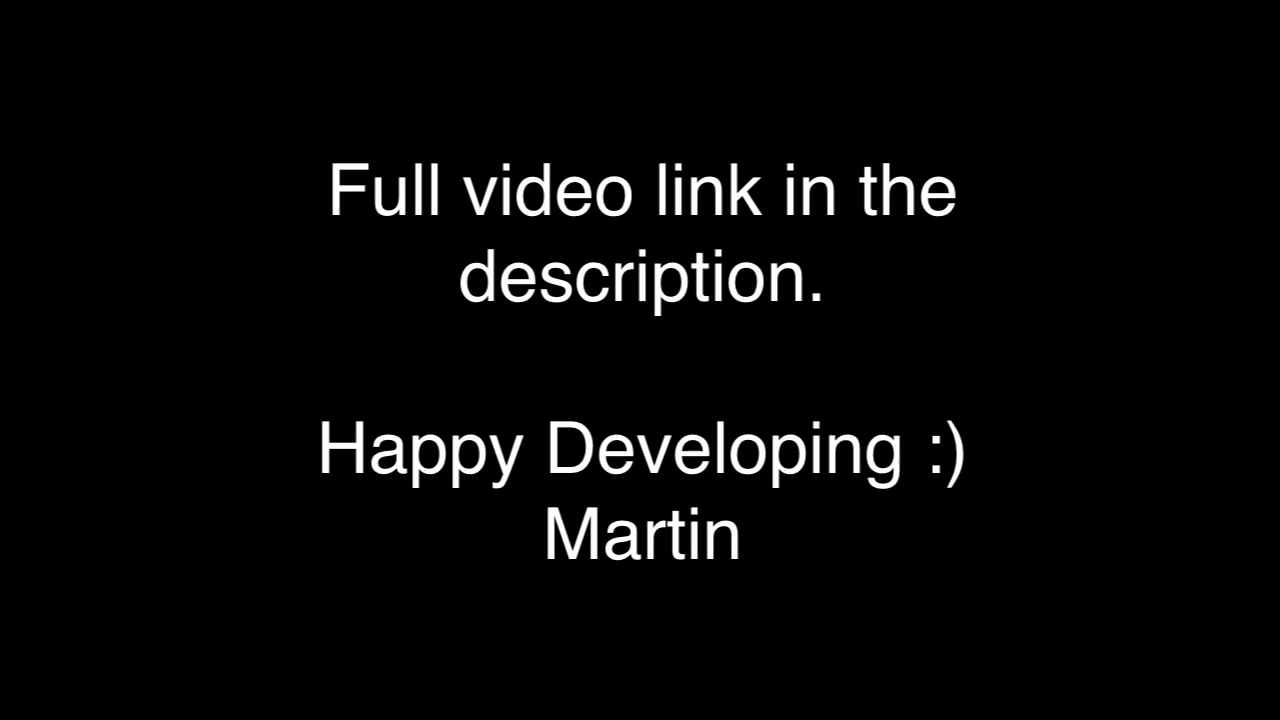 Full video link in the
description.
Happy Developing :)
Martin